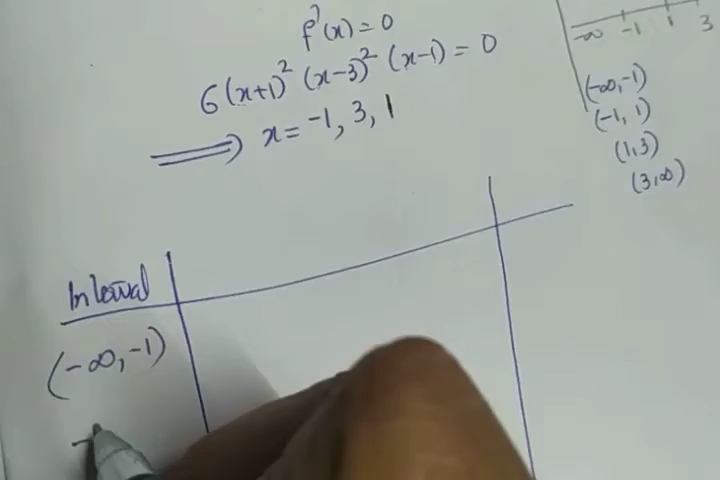 f'(x) = 0
6(x+1)² (x-3)² (x-1) = 0
⟹ x = -1, 3, 1
-∞ -1 1 3
(-∞, -1)
(-1, 1)
(1, 3)
(3, ∞)
Interval
(-∞, -1)